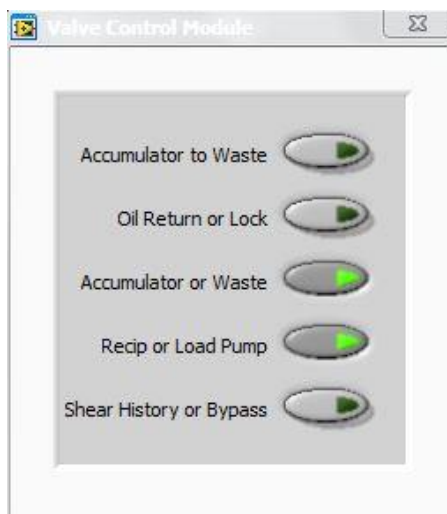 Valve Control Module
Accumulator to Waste
Oil Return or Lock
Accumulator or Waste
Recip or Load Pump
Shear History or Bypass